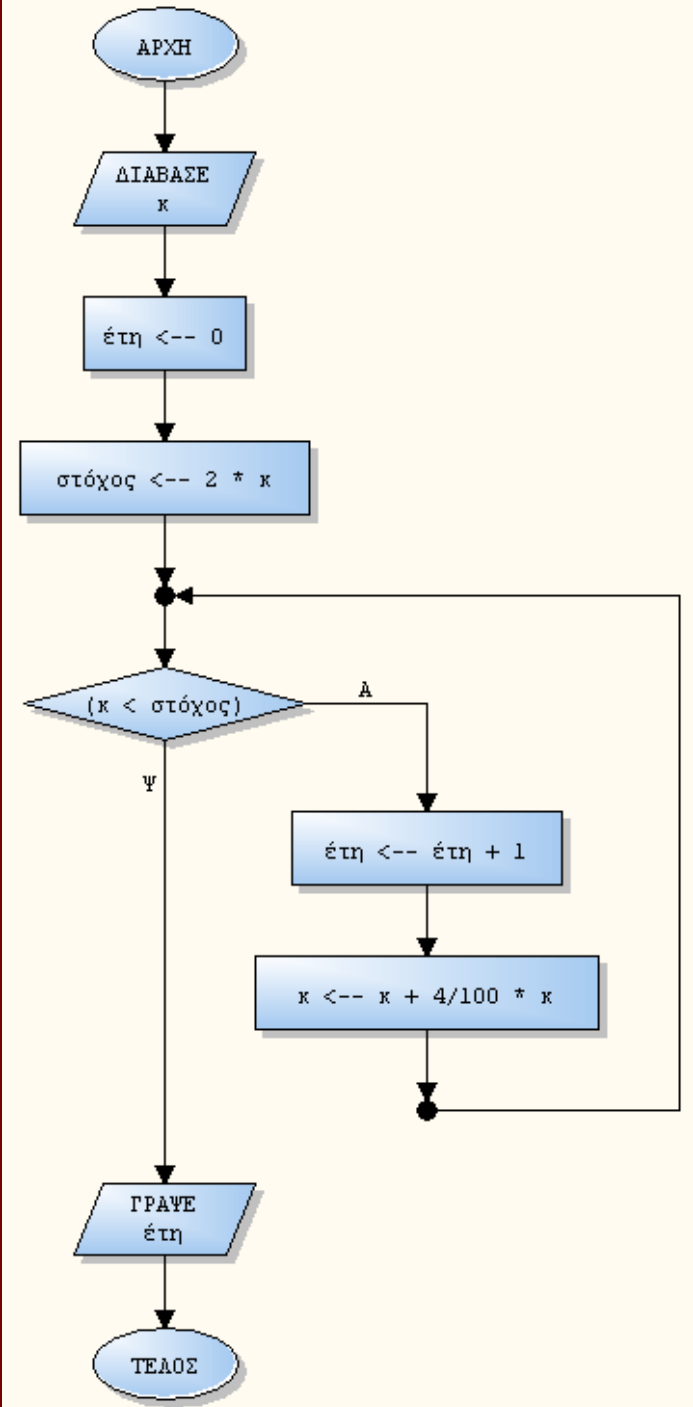 ΑΡΧΗ
ΔΙΑΒΑΣΕ
κ
έτη <-- 0
στόχος <-- 2 * κ
(κ < στόχος)
Α
Ψ
έτη <-- έτη + 1
κ <-- κ + 4/100 * κ
ΓΡΑΨΕ
έτη
ΤΕΛΟΣ